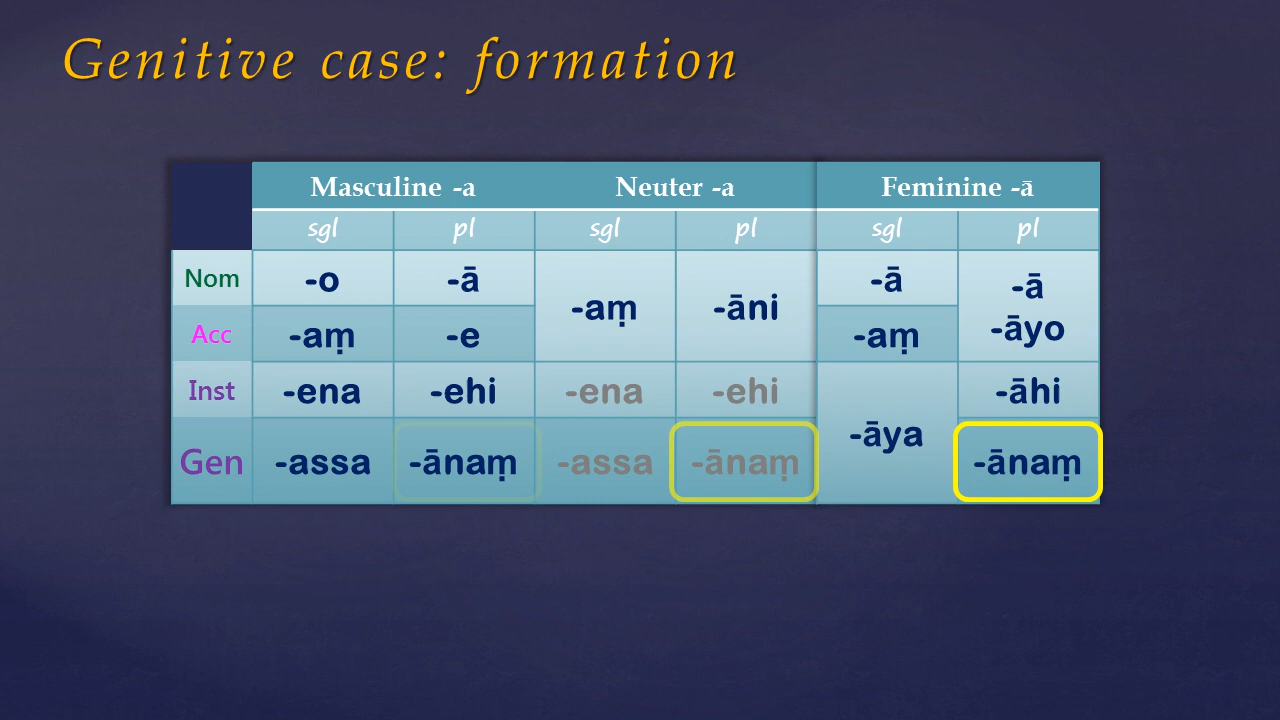 Genitive case: formation
Masculine -a Neuter -a Feminine -ā
sgl pl sgl pl sgl pl
Nom -o -ā -aṃ -āni -ā -ā
-āyo
Acc -aṃ -e -aṃ
Inst -ena -ehi -ena -ehi -āya -āhi
Gen -assa -ānaṃ -assa -ānaṃ -ānaṃ